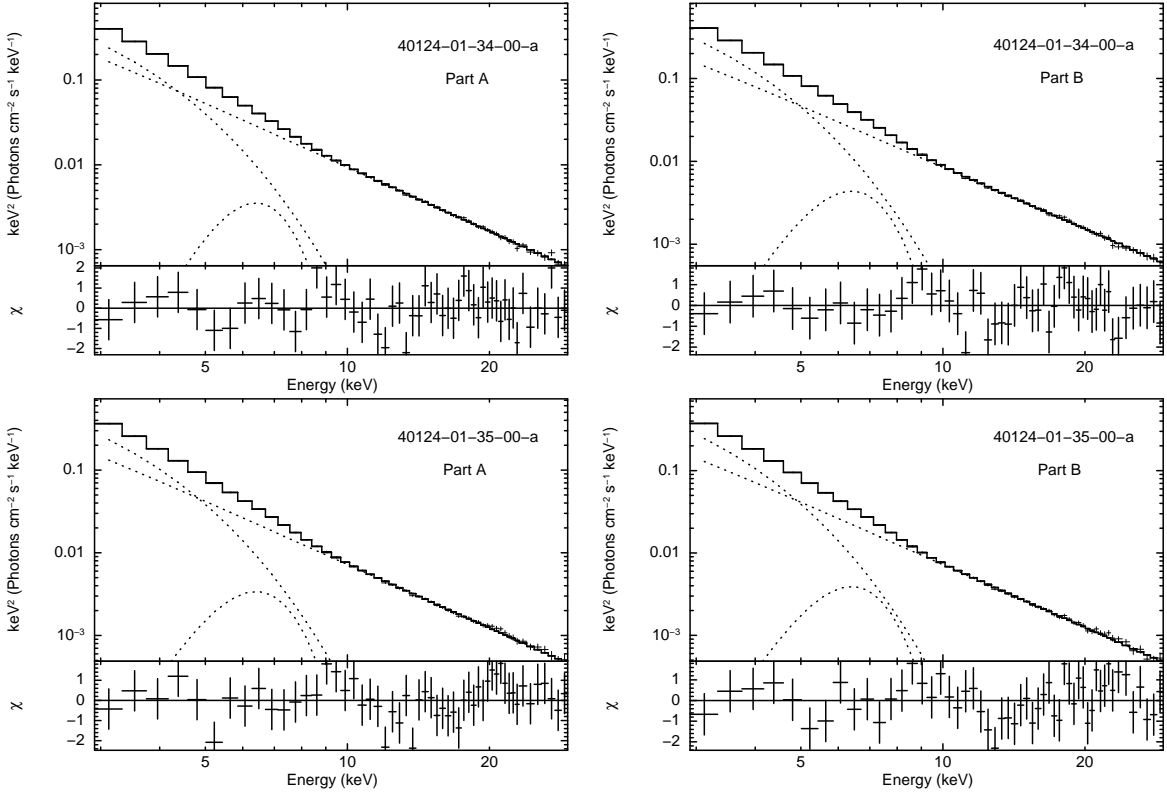 keV² (Photons cm⁻² s⁻¹ keV⁻¹)
0.1
0.01
10⁻³
40124−01−34−00−a
Part A
χ
2
1
0
−1
−2
5
10
20
Energy (keV)
keV² (Photons cm⁻² s⁻¹ keV⁻¹)
0.1
0.01
10⁻³
40124−01−34−00−a
Part B
χ
1
0
−1
−2
5
10
20
Energy (keV)
keV² (Photons cm⁻² s⁻¹ keV⁻¹)
0.1
0.01
10⁻³
40124−01−35−00−a
Part A
χ
1
0
−1
−2
5
10
20
Energy (keV)
keV² (Photons cm⁻² s⁻¹ keV⁻¹)
0.1
0.01
10⁻³
40124−01−35−00−a
Part B
χ
1
0
−1
−2
5
10
20
Energy (keV)